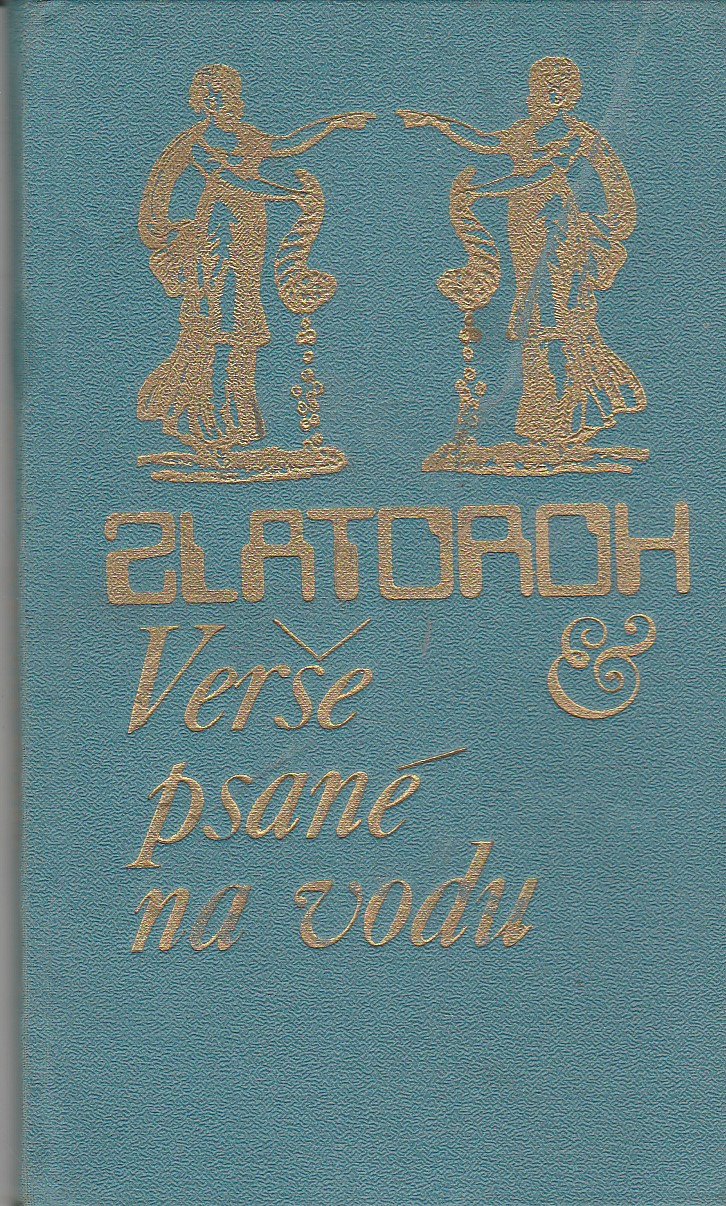 ZLATOROH
Verše &
psané
na vodu